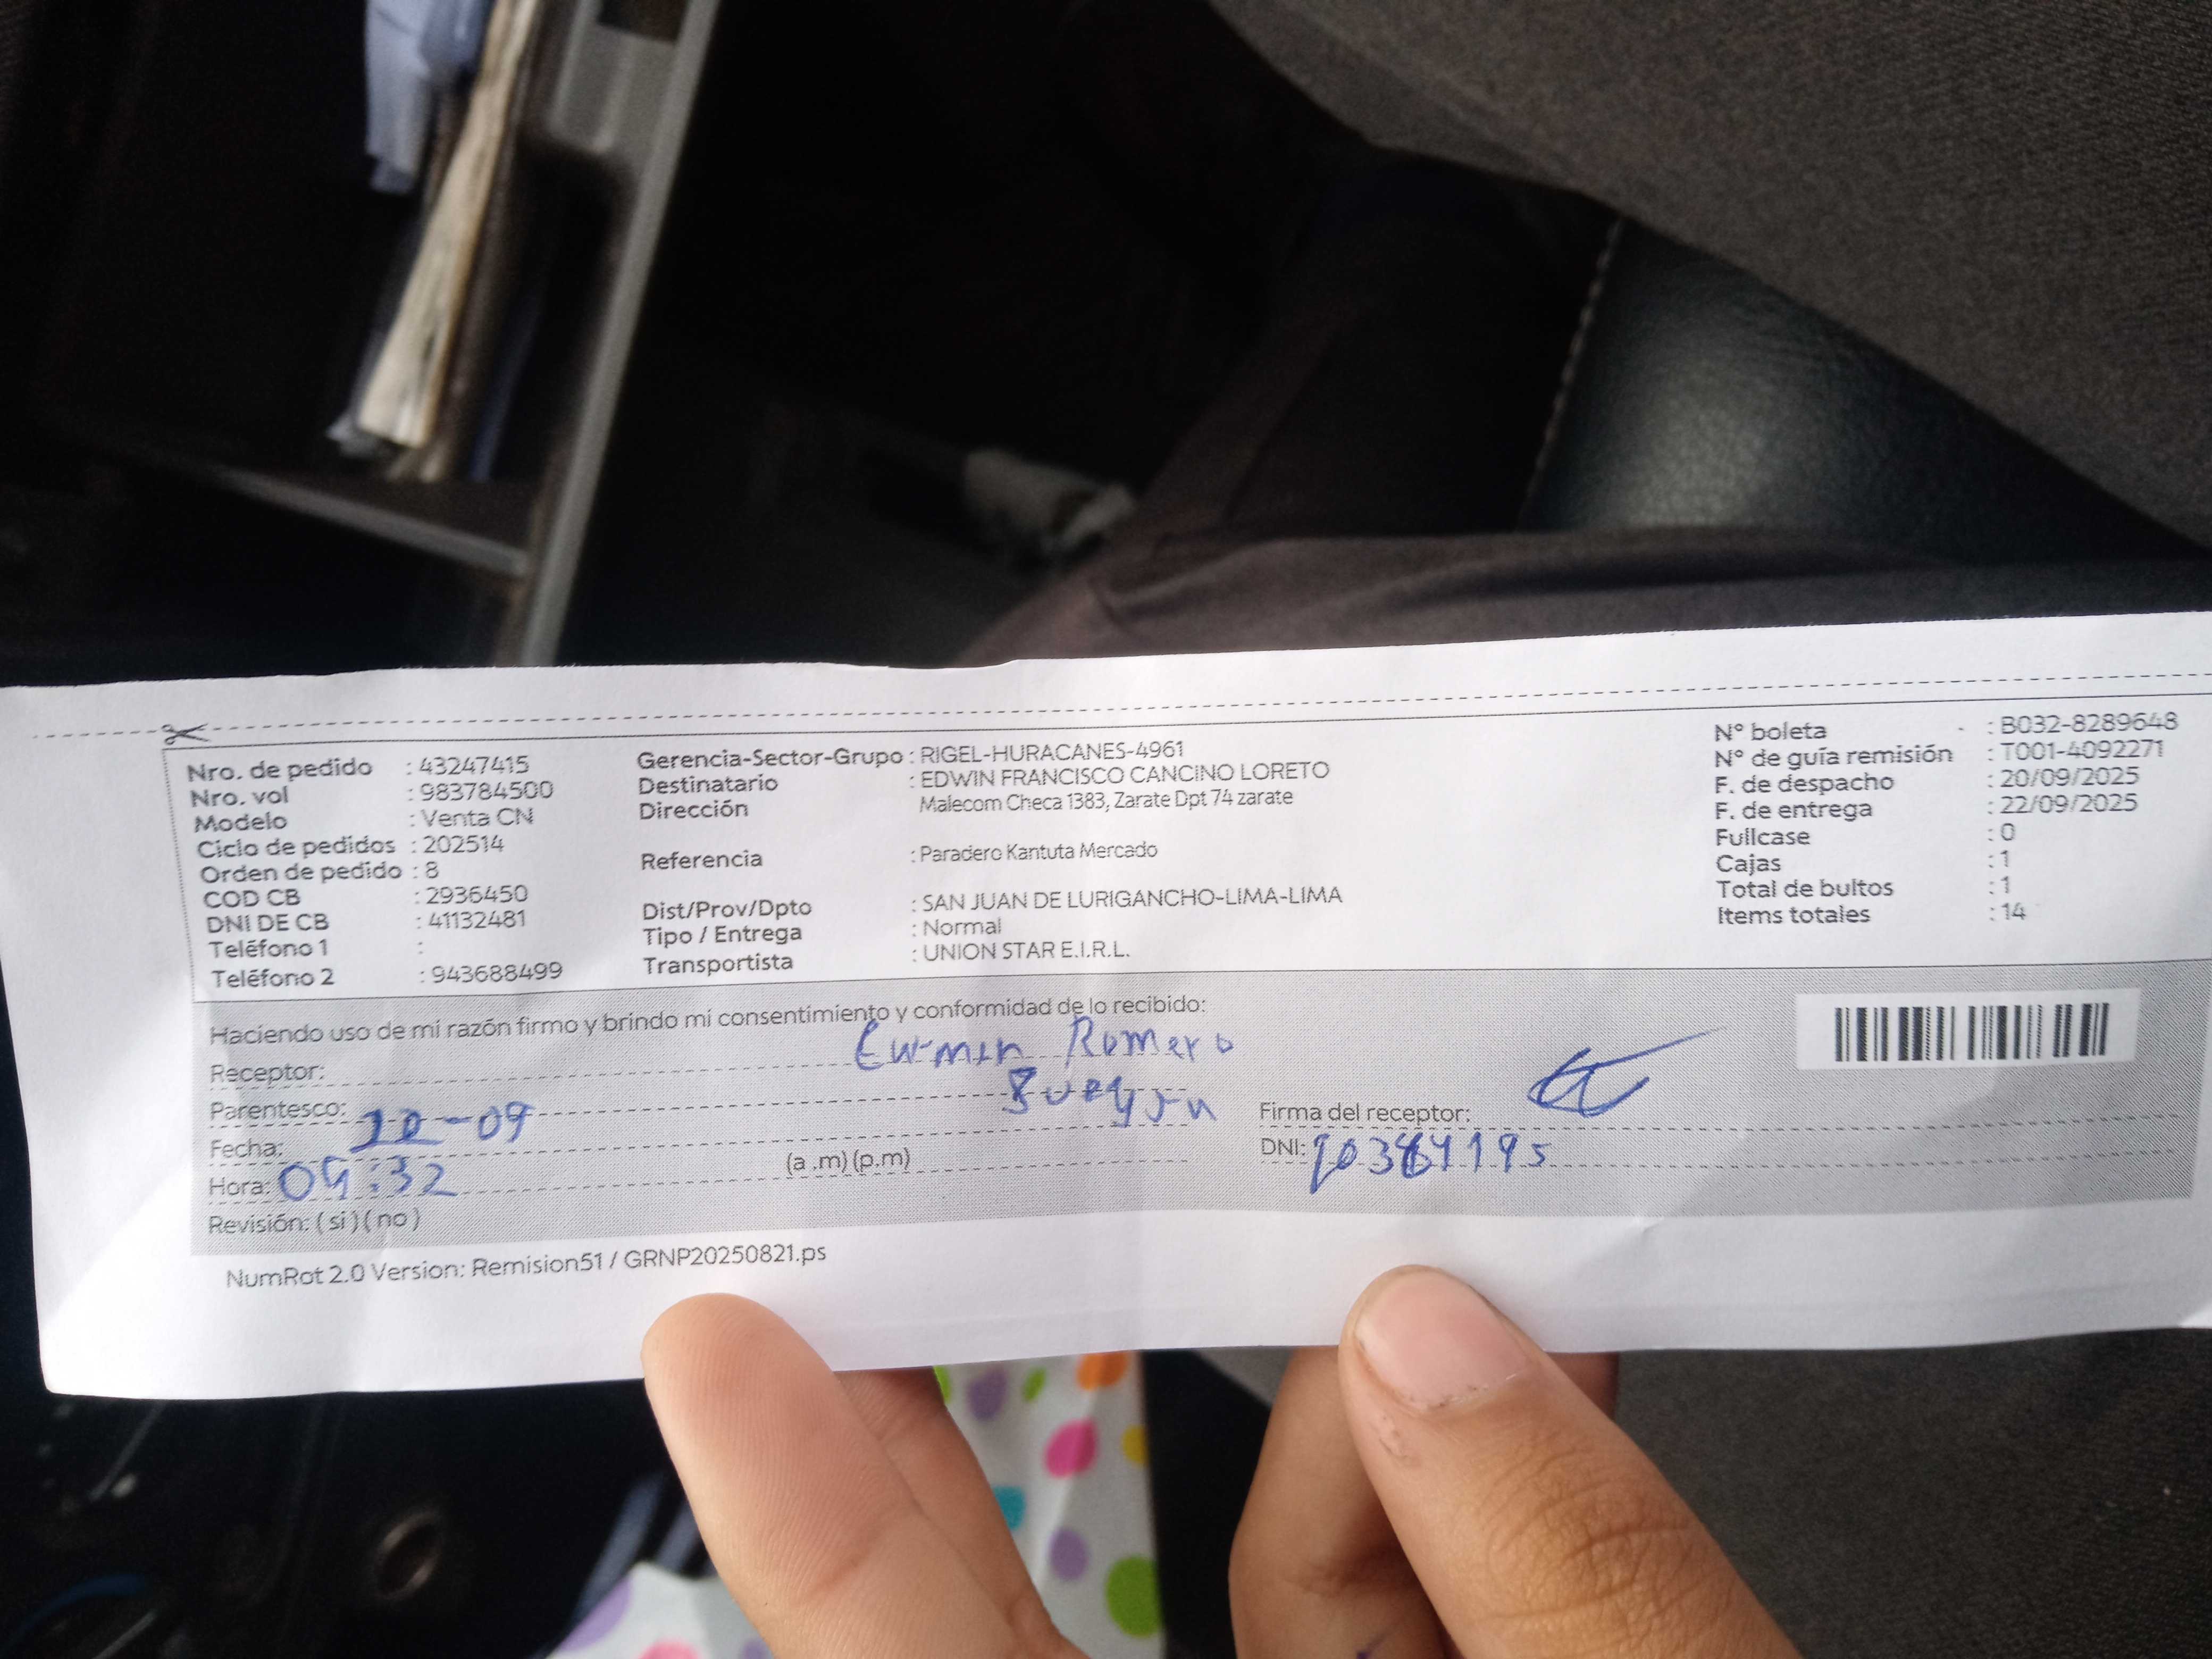 Nro. de pedido : 43247415
Nro. vol : 983784500
Modelo : Venta CN
Ciclo de pedidos : 202514
Orden de pedido : 8
COD CB : 2936450
DNI DE CB : 41132481
Teléfono 1 :
Teléfono 2 : 943688499
Gerencia-Sector-Grupo : RIGEL-HURACANES-4961
Destinatario : EDWIN FRANCISCO CANCINO LORETO
Dirección Malecom Checa 1383, Zarate Dpt 74 zarate
Referencia : Paradero Kantuta Mercado
Dist/Prov/Dpto : SAN JUAN DE LURIGANCHO-LIMA-LIMA
Tipo / Entrega : Normal
Transportista : UNION STAR E.I.R.L.
N° boleta : B032-8289648
N° de guía remisión : T001-4092271
F. de despacho : 20/09/2025
F. de entrega : 22/09/2025
Fullcase : 0
Cajas : 1
Total de bultos : 1
Items totales : 14
Haciendo uso de mi razón firmo y brindo mi consentimiento y conformidad de lo recibido:
Receptor: Romero
Parentesco:
Fecha: 22-09
Hora: 09:32 (a .m) (p.m)
Revisión: ( si ) ( no )
Firma del receptor:
DNI:
NumRot 2.0 Version: Remision51 / GRNP20250821.ps